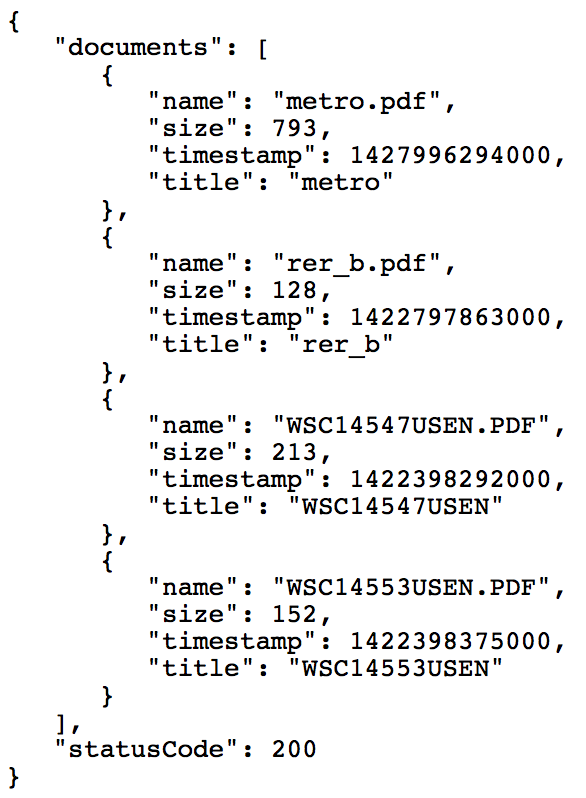 {
   "documents": [
      {
         "name": "metro.pdf",
         "size": 793,
         "timestamp": 1427996294000,
         "title": "metro"
      },
      {
         "name": "rer_b.pdf",
         "size": 128,
         "timestamp": 1422797863000,
         "title": "rer_b"
      },
      {
         "name": "WSC14547USEN.PDF",
         "size": 213,
         "timestamp": 1422398292000,
         "title": "WSC14547USEN"
      },
      {
         "name": "WSC14553USEN.PDF",
         "size": 152,
         "timestamp": 1422398375000,
         "title": "WSC14553USEN"
      }
   ],
   "statusCode": 200
}